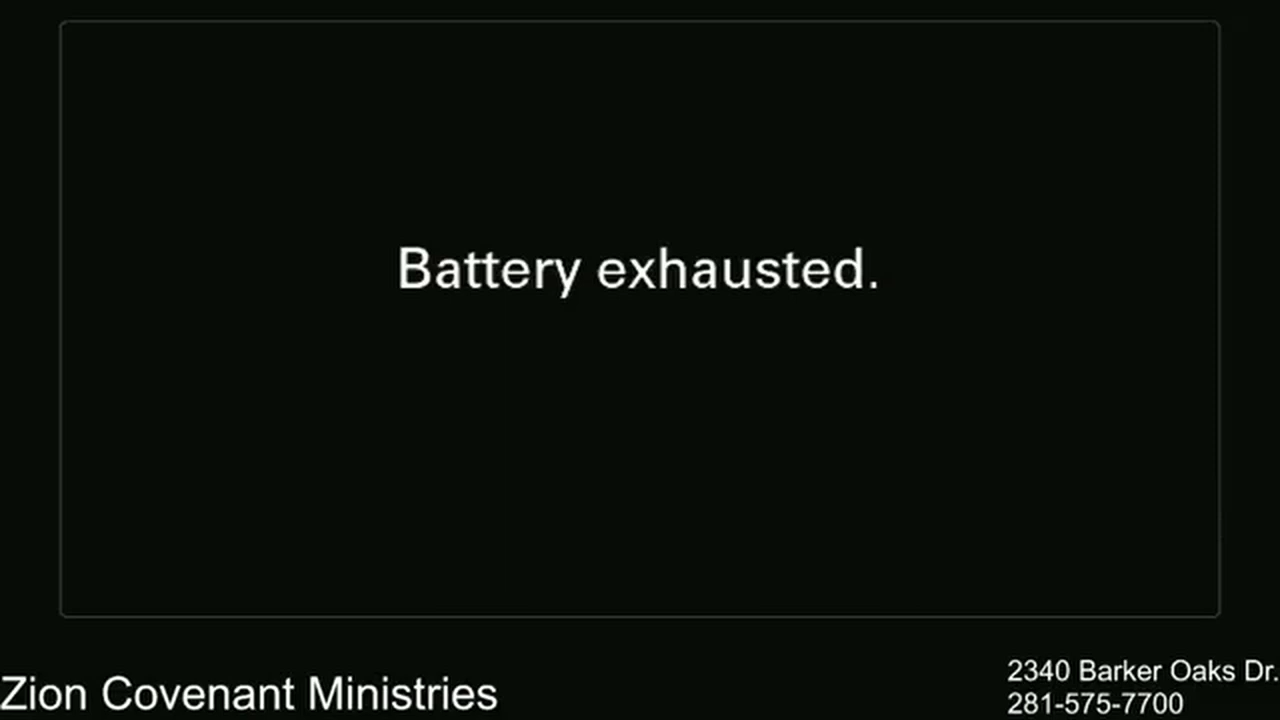 Battery exhausted.
Zion Covenant Ministries
2340 Barker Oaks Dr.
281-575-7700